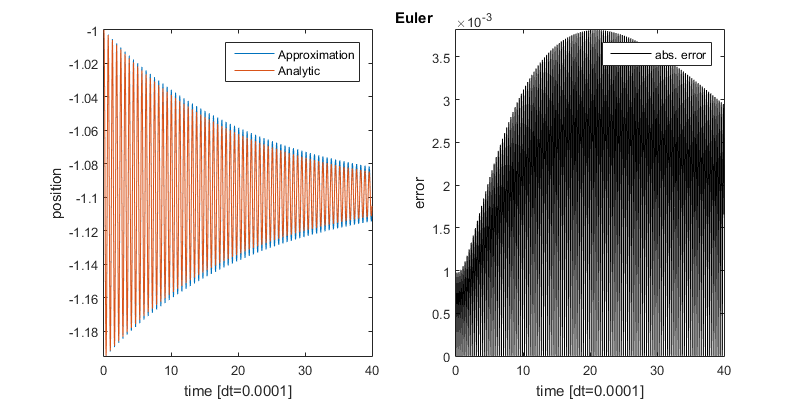 Euler
-1
-1.02
-1.04
-1.06
-1.08
-1.1
-1.12
-1.14
-1.16
-1.18
position
Approximation
Analytic
0 10 20 30 40
time [dt=0.0001]
×10-3
3.5
3
2.5
2
1.5
1
0.5
0
error
abs. error
0 10 20 30 40
time [dt=0.0001]